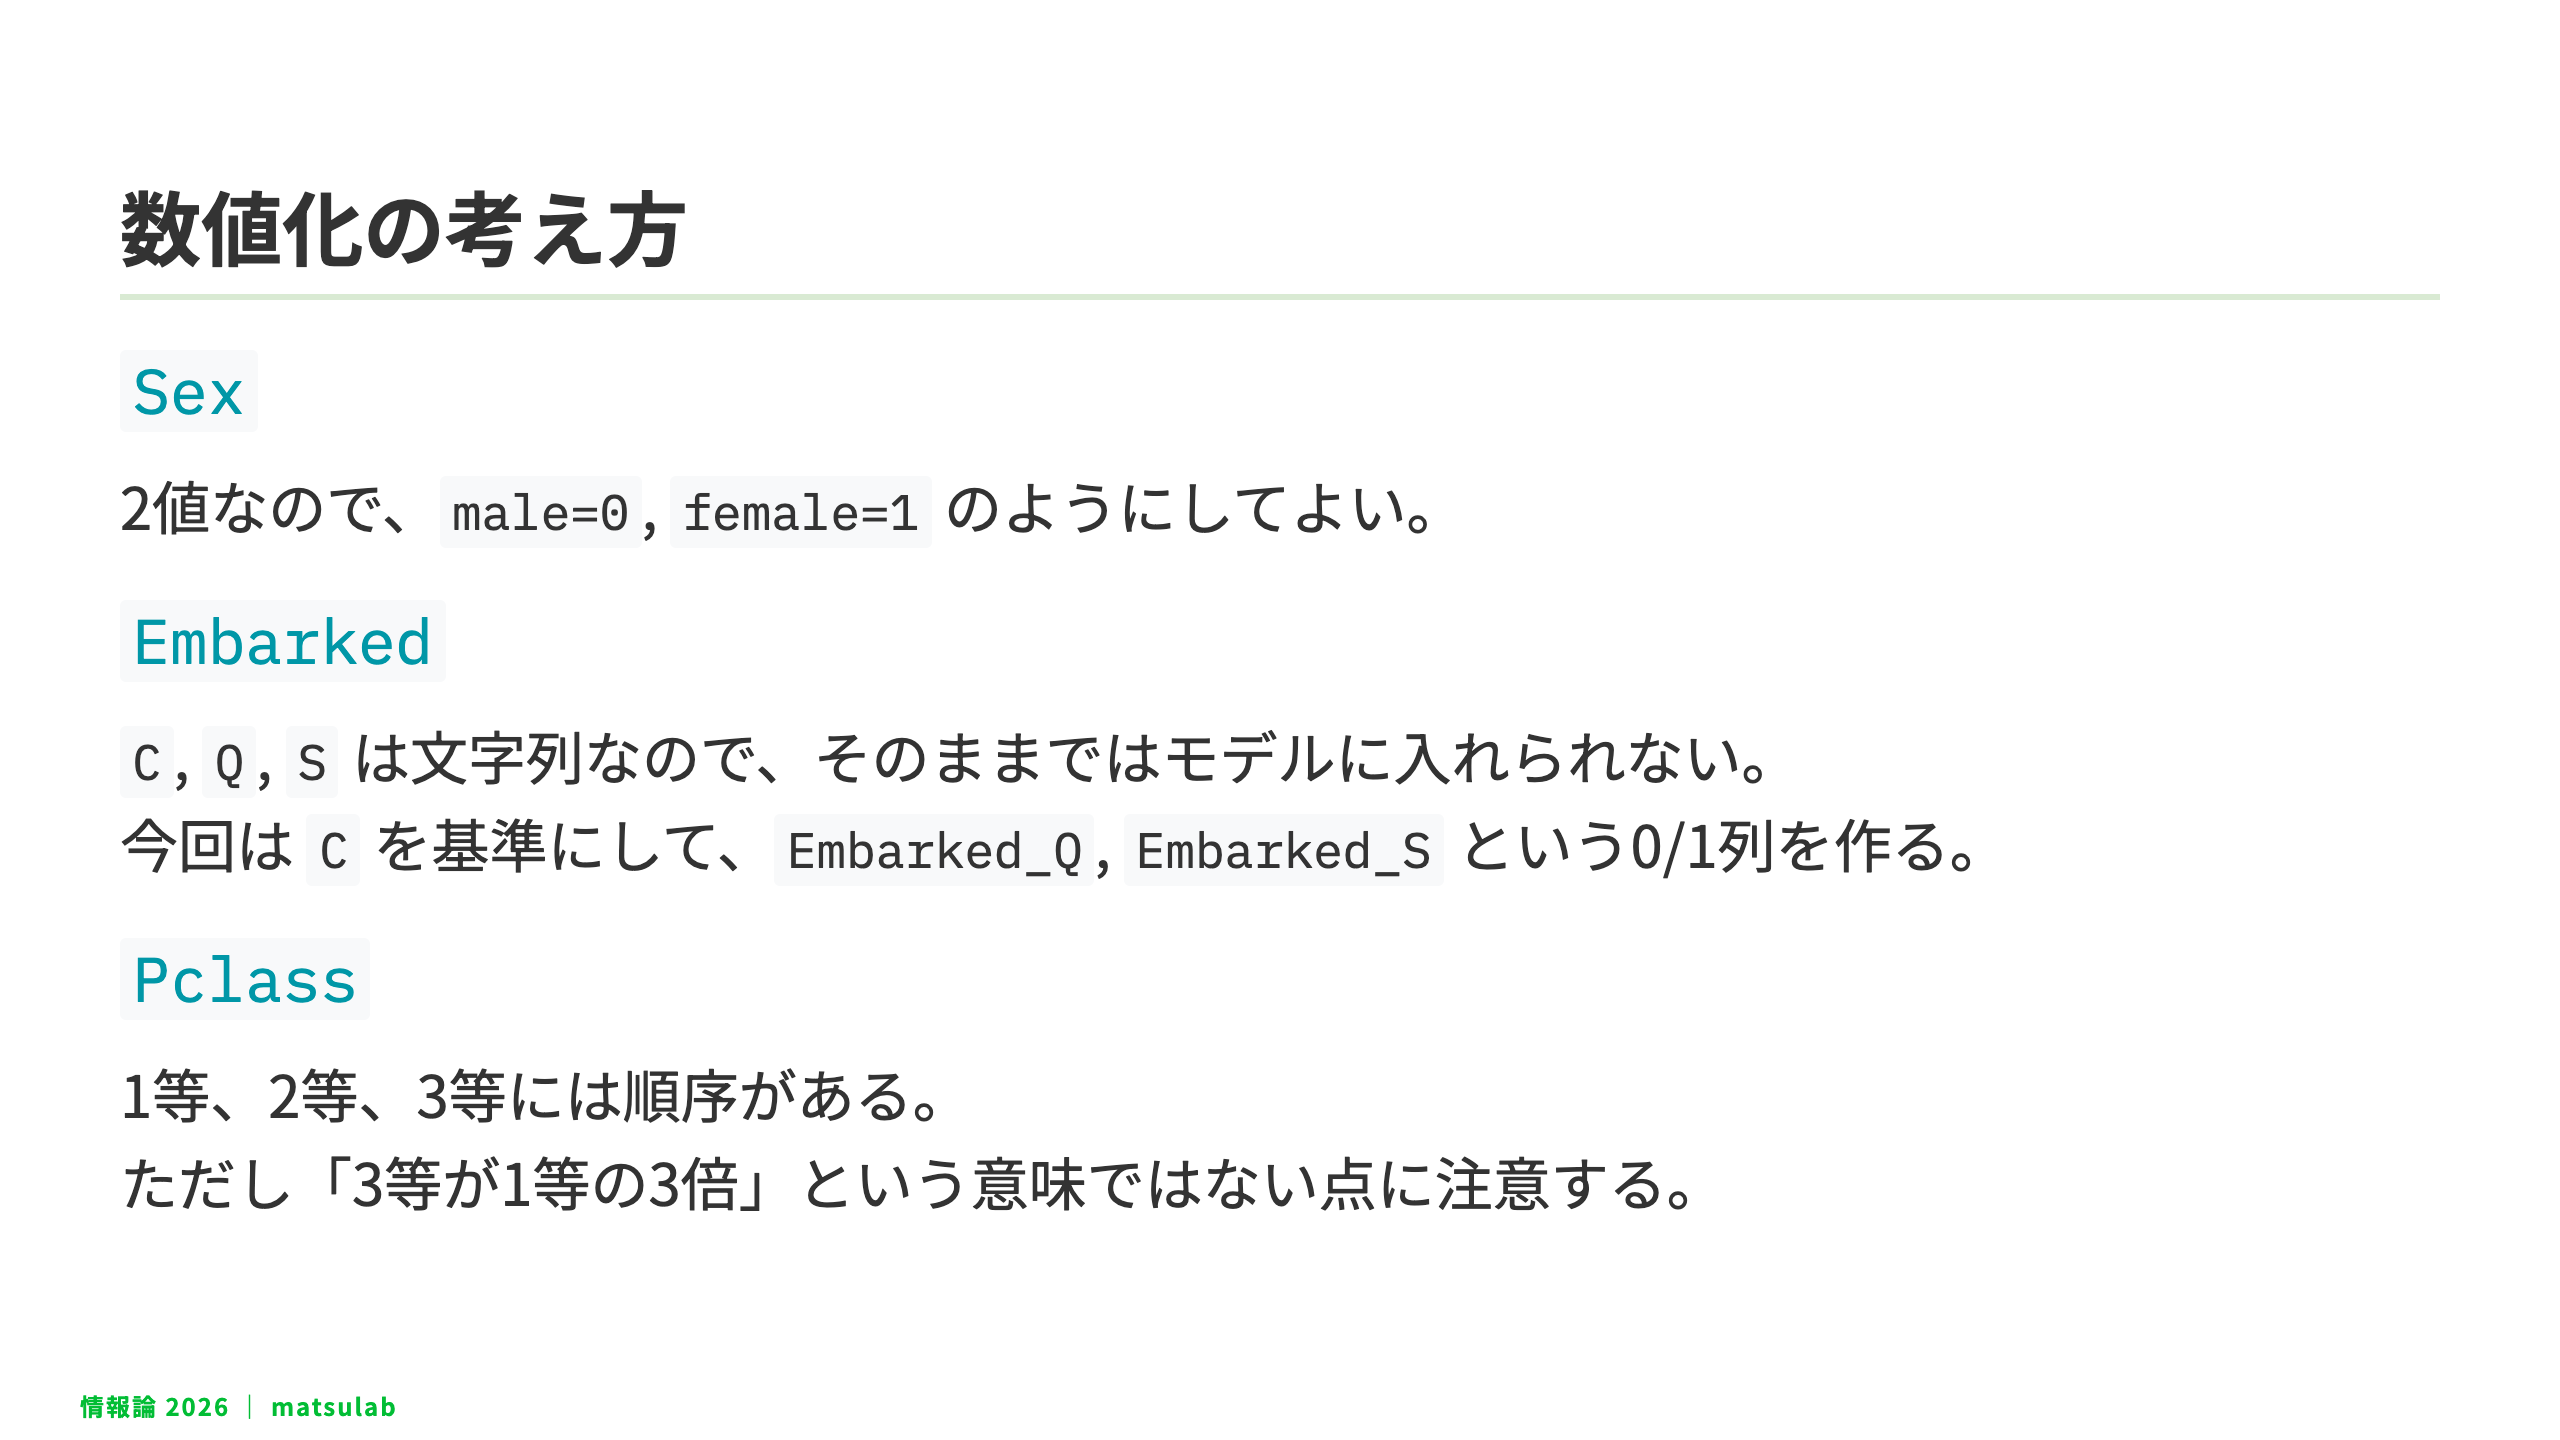 数値化の考え方
Sex
2値なので、 male=0, female=1 のようにしてよい。
Embarked
C, Q, S は文字列なので、そのままではモデルに入れられない。
今回は C を基準にして、 Embarked_Q, Embarked_S という0/1列を作る。
Pclass
1等、2等、3等には順序がある。
ただし「3等が1等の3倍」という意味ではない点に注意する。
情報論 2026 | matsulab